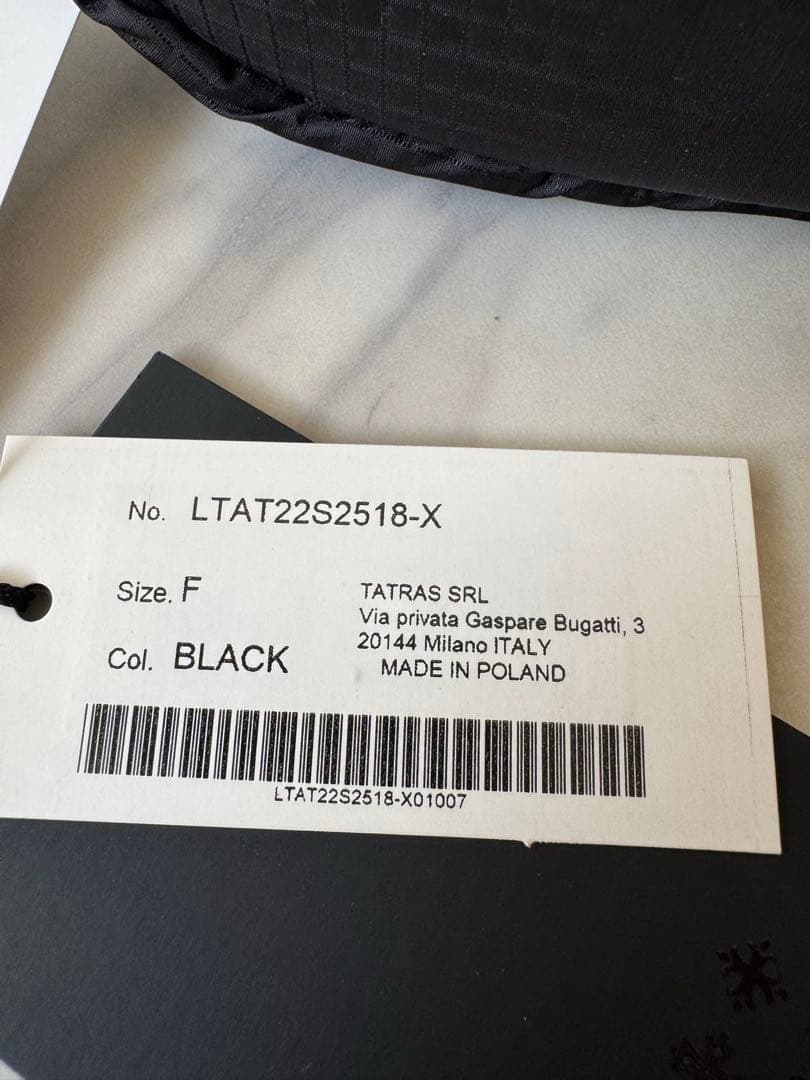 No. LTAT22S2518-X
Size. F
Col. BLACK
TATRAS SRL
Via privata Gaspare Bugatti, 3
20144 Milano ITALY
MADE IN POLAND
LTAT22S2518-X01007